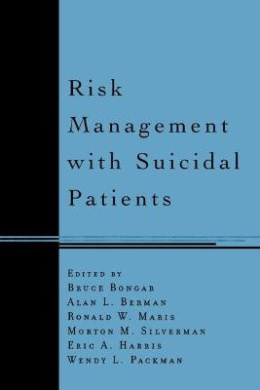 Risk
Management
with Suicidal
Patients
Edited by
Bruce Bongar
Alan L. Berman
Ronald W. Maris
Morton M. Silverman
Eric A. Harris
Wendy L. Packman